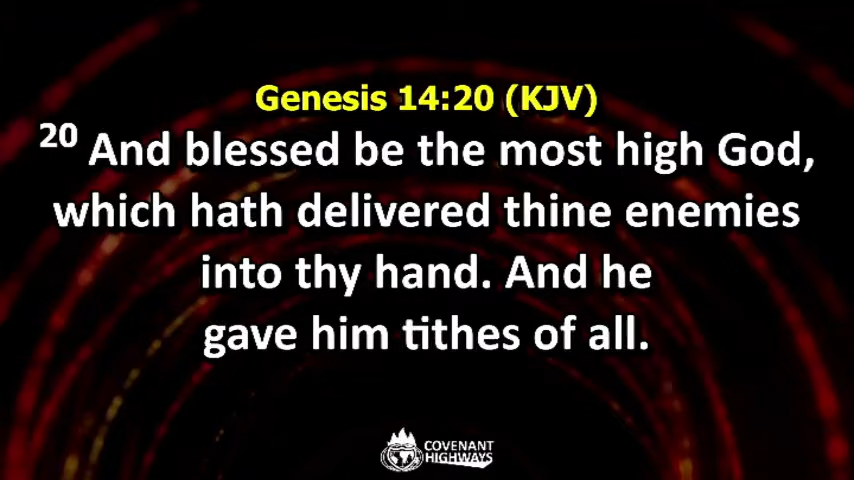 Genesis 14:20 (KJV)
20 And blessed be the most high God,
which hath delivered thine enemies
into thy hand. And he
gave him tithes of all.
COVENANT
HIGHWAYS